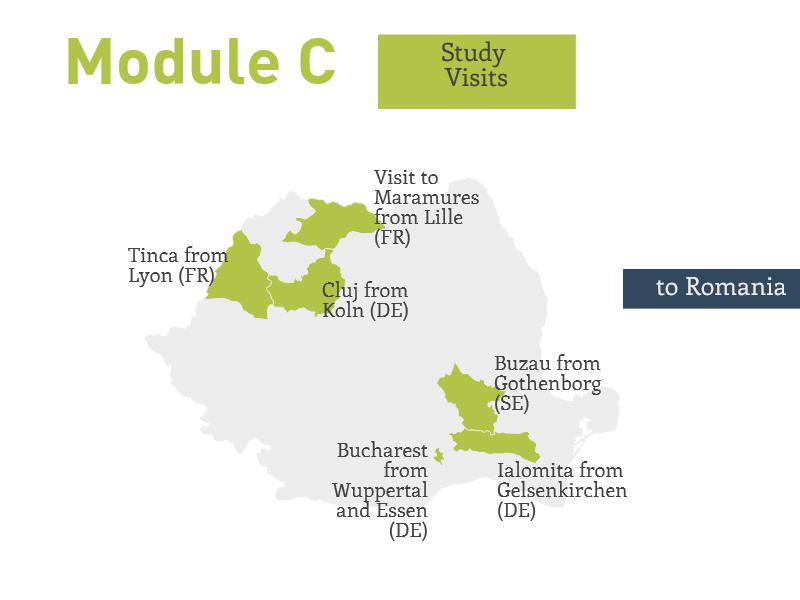 Module C
Study
Visits
Visit to
Maramures
from Lille
(FR)
Tinca from
Lyon (FR)
Cluj from
Koln (DE)
to Romania
Buzau from
Gothenborg
(SE)
Bucharest
from
Wuppertal
and Essen
(DE)
Ialomita from
Gelsenkirchen
(DE)